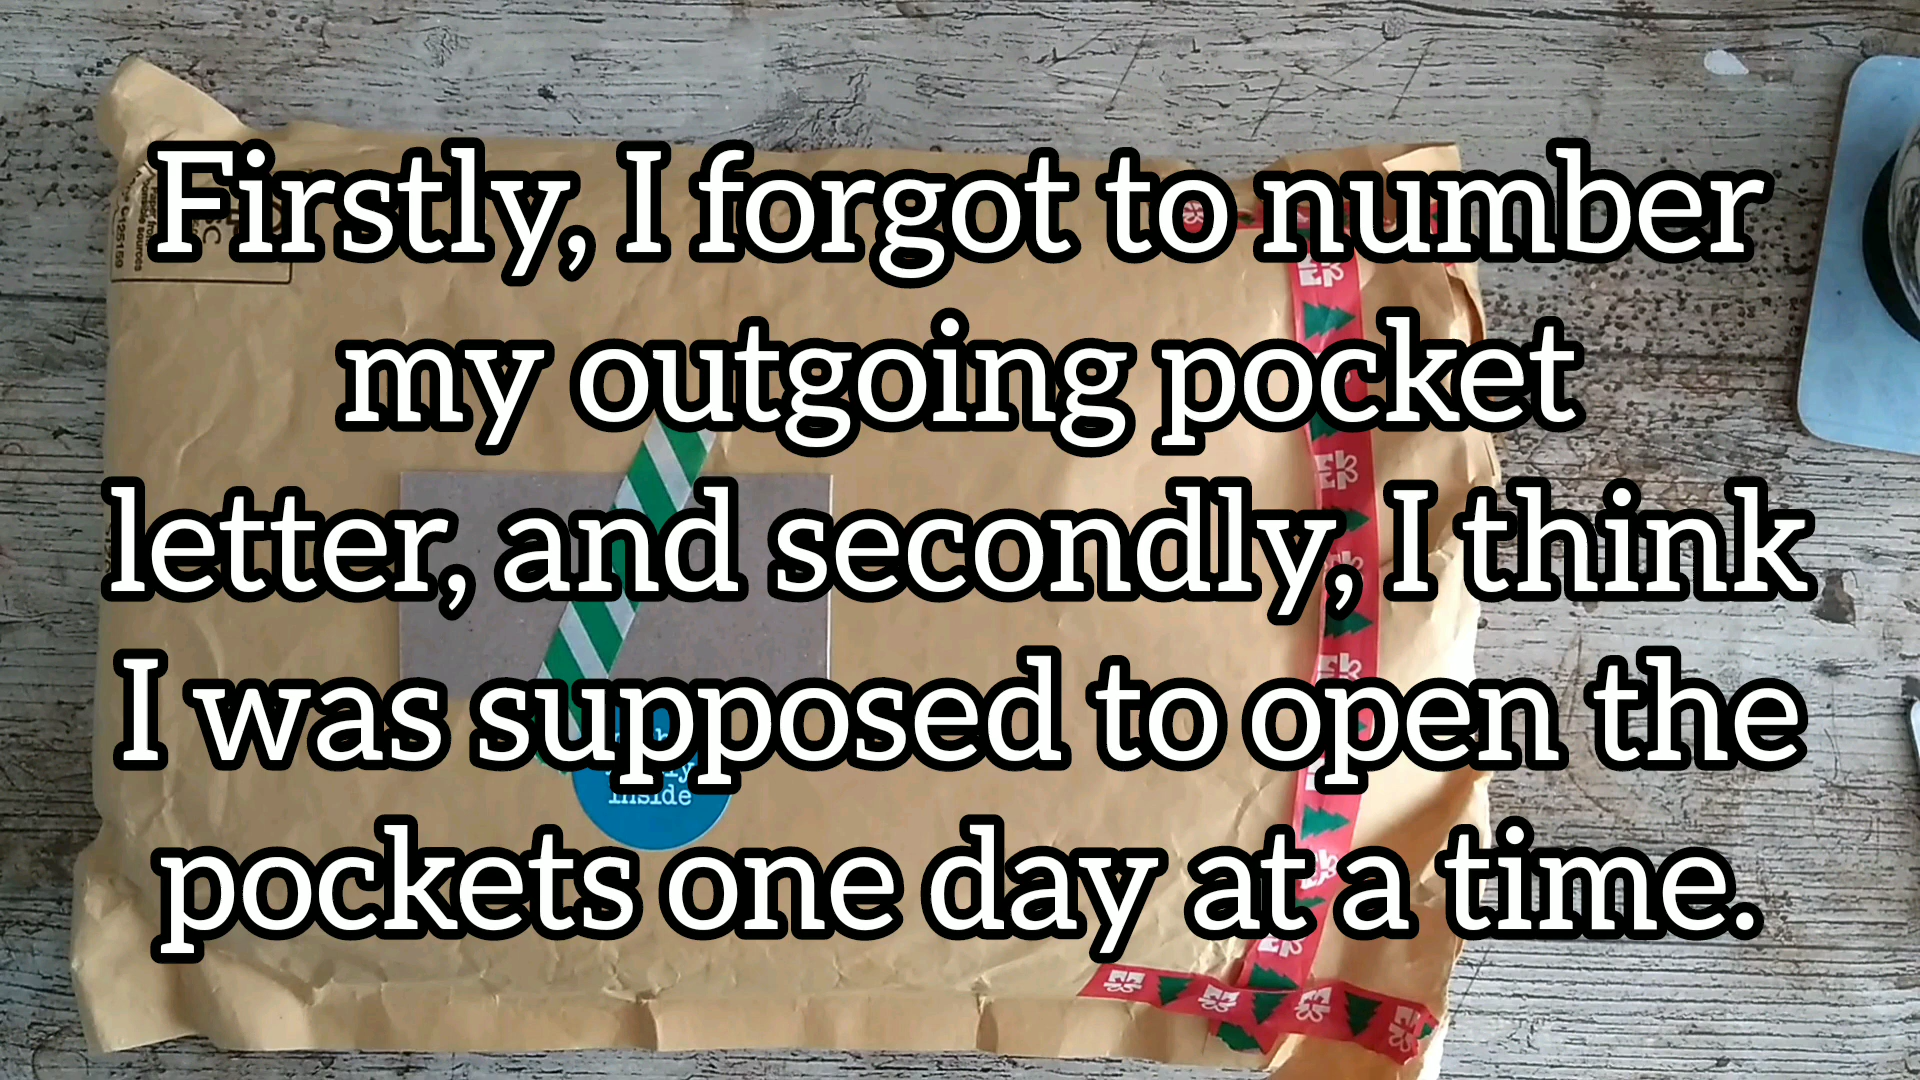 Firstly, I forgot to number
my outgoing pocket
letter, and secondly, I think
I was supposed to open the
pockets one day at a time.
inside